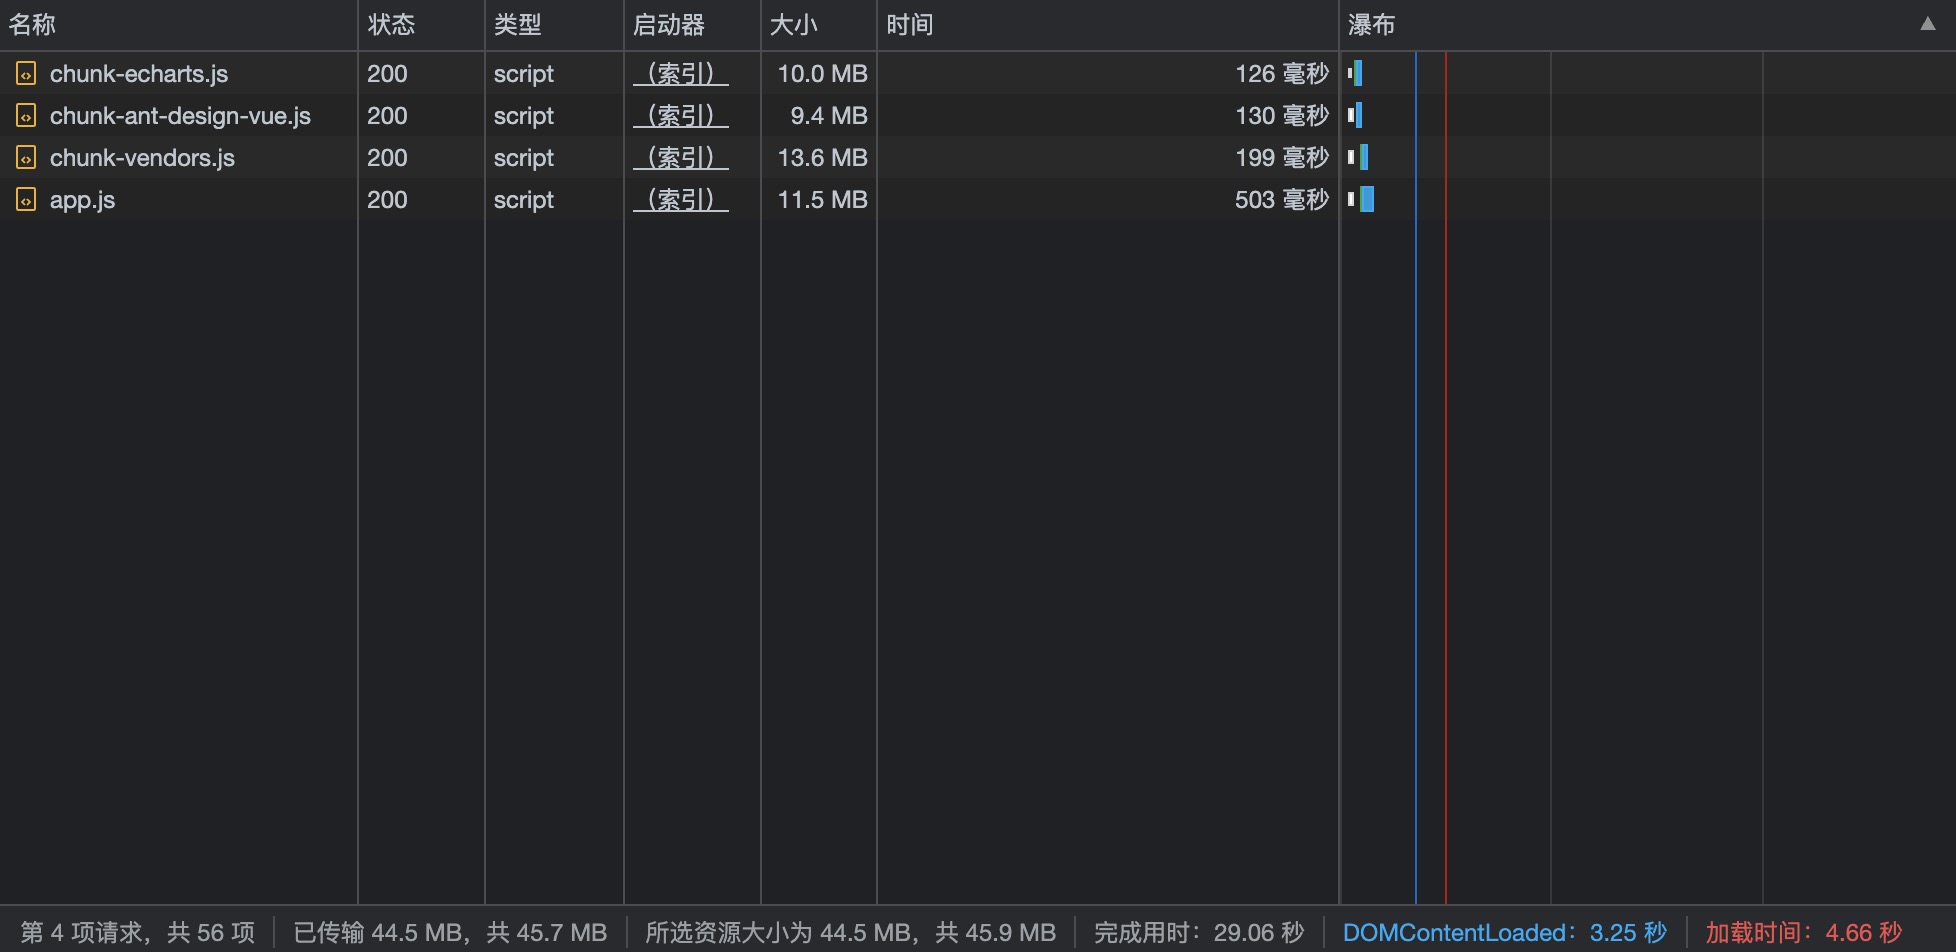 名称 状态 类型 启动器 大小 时间 瀑布 ▲
chunk-echarts.js 200 script （索引） 10.0 MB 126 毫秒
chunk-ant-design-vue.js 200 script （索引） 9.4 MB 130 毫秒
chunk-vendors.js 200 script （索引） 13.6 MB 199 毫秒
app.js 200 script （索引） 11.5 MB 503 毫秒
第 4 项请求，共 56 项 已传输 44.5 MB，共 45.7 MB 所选资源大小为 44.5 MB，共 45.9 MB 完成用时：29.06 秒 DOMContentLoaded：3.25 秒 加载时间：4.66 秒